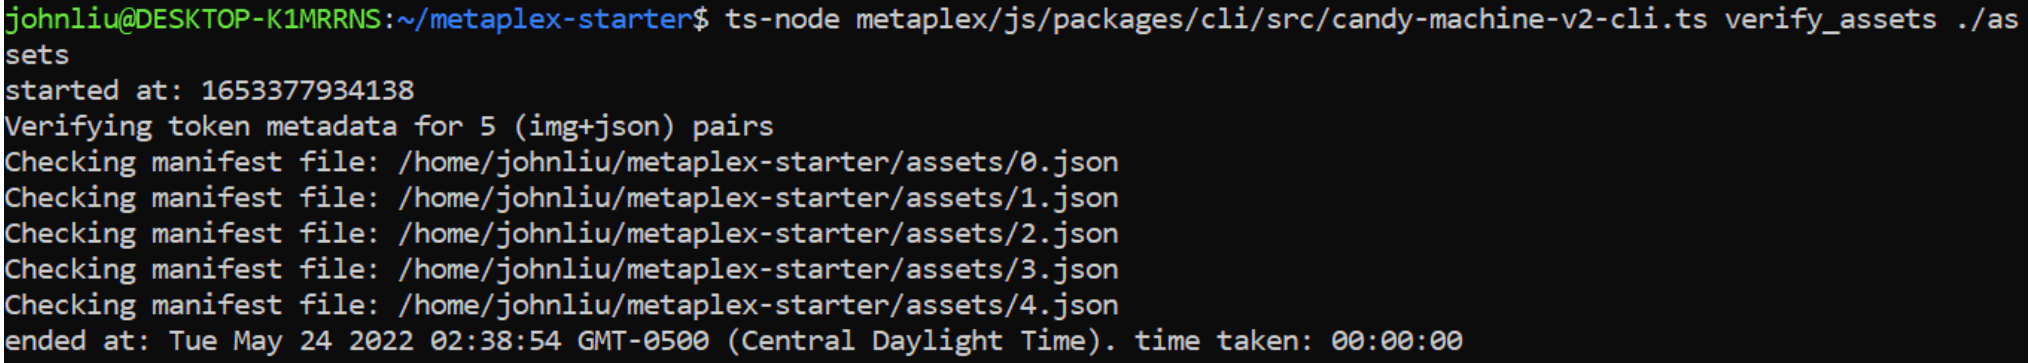 johnliu@DESKTOP-K1MRRNS:~/metaplex-starter$ ts-node metaplex/js/packages/cli/src/candy-machine-v2-cli.ts verify_assets ./as
sets
started at: 1653377934138
Verifying token metadata for 5 (img+json) pairs
Checking manifest file: /home/johnliu/metaplex-starter/assets/0.json
Checking manifest file: /home/johnliu/metaplex-starter/assets/1.json
Checking manifest file: /home/johnliu/metaplex-starter/assets/2.json
Checking manifest file: /home/johnliu/metaplex-starter/assets/3.json
Checking manifest file: /home/johnliu/metaplex-starter/assets/4.json
ended at: Tue May 24 2022 02:38:54 GMT-0500 (Central Daylight Time). time taken: 00:00:00